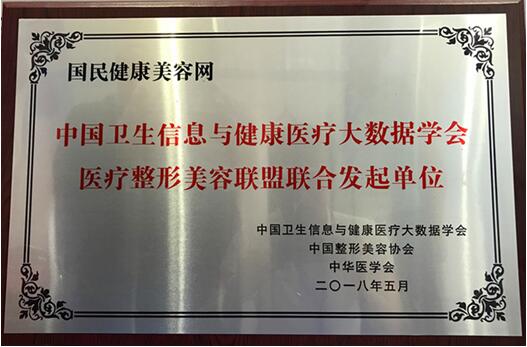 国民健康美容网
中国卫生信息与健康医疗大数据学会
医疗整形美容联盟联合发起单位
中国卫生信息与健康医疗大数据学会
中国整形美容协会
中华医学会
二〇一八年五月